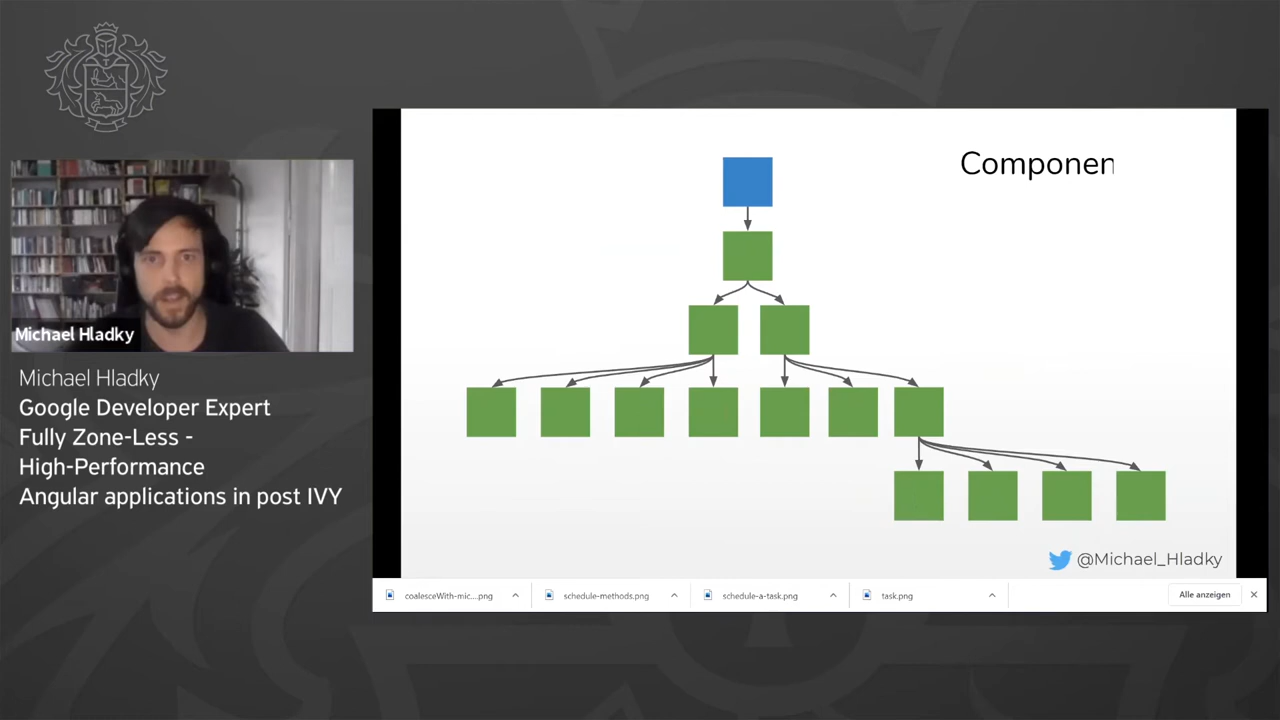 Componen
Michael Hladky
Michael Hladky
Google Developer Expert
Fully Zone-Less -
High-Performance
Angular applications in post IVY
@Michael_Hladky
coalesceWith-mic....png
schedule-methods.png
schedule-a-task.png
task.png
Alle anzeigen